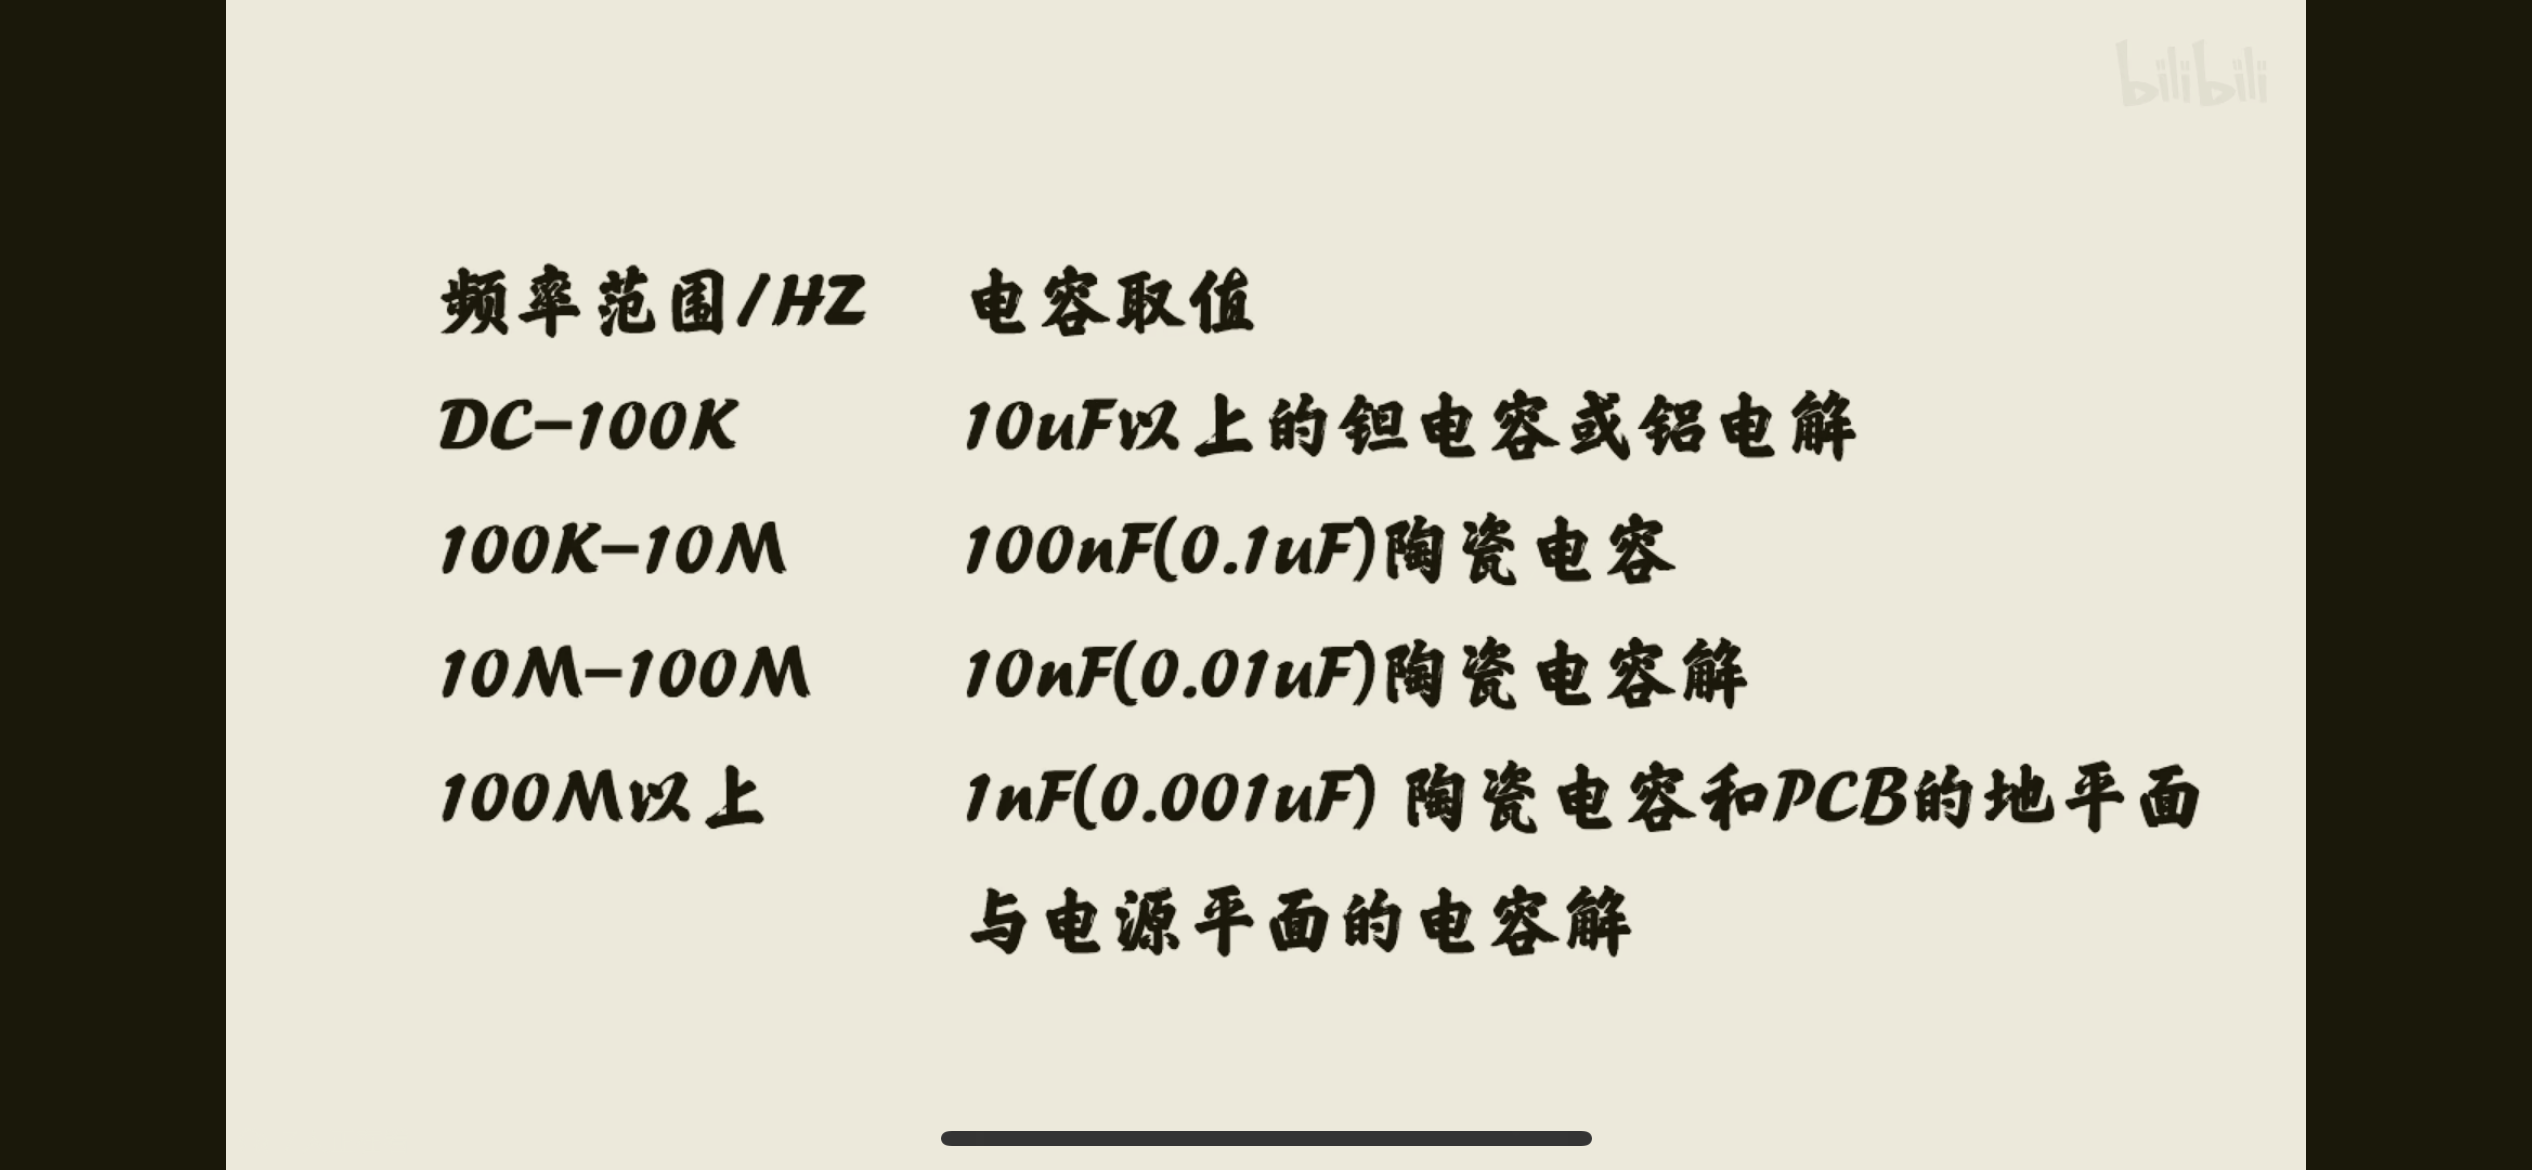 bilibili
频率范围/HZ 电容取值
DC-100K 10uF以上的钽电容或铝电解
100K-10M 100nF(0.1uF)陶瓷电容
10M-100M 10nF(0.01uF)陶瓷电容解
100M以上 1nF(0.001uF) 陶瓷电容和PCB的地平面
与电源平面的电容解